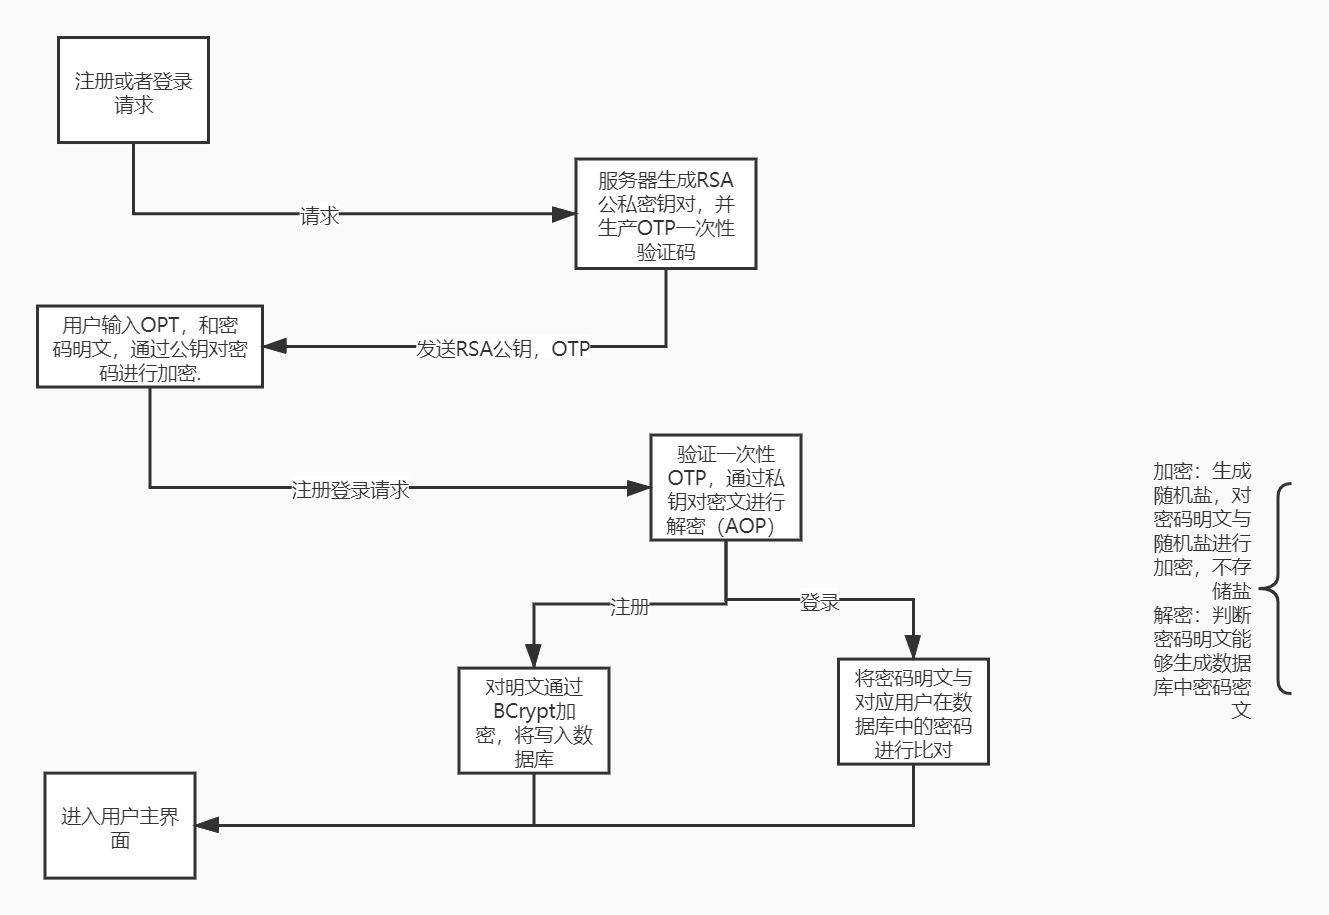 注册或者登录
请求
请求
服务器生成RSA
公私密钥对，并
生产OTP一次性
验证码
发送RSA公钥，OTP
用户输入OPT，和密
码明文，通过公钥对密
码进行加密.
注册登录请求
验证一次性
OTP，通过私
钥对密文进行
解密（AOP）
注册
登录
对明文通过
BCrypt加
密，将写入数
据库
将密码明文与
对应用户在数
据库中的密码
进行比对
进入用户主界
面
加密：生成
随机盐，对
密码明文与
随机盐进行
加密，不存
储盐
解密：判断
密码明文能
够生成数据
库中密码密
文